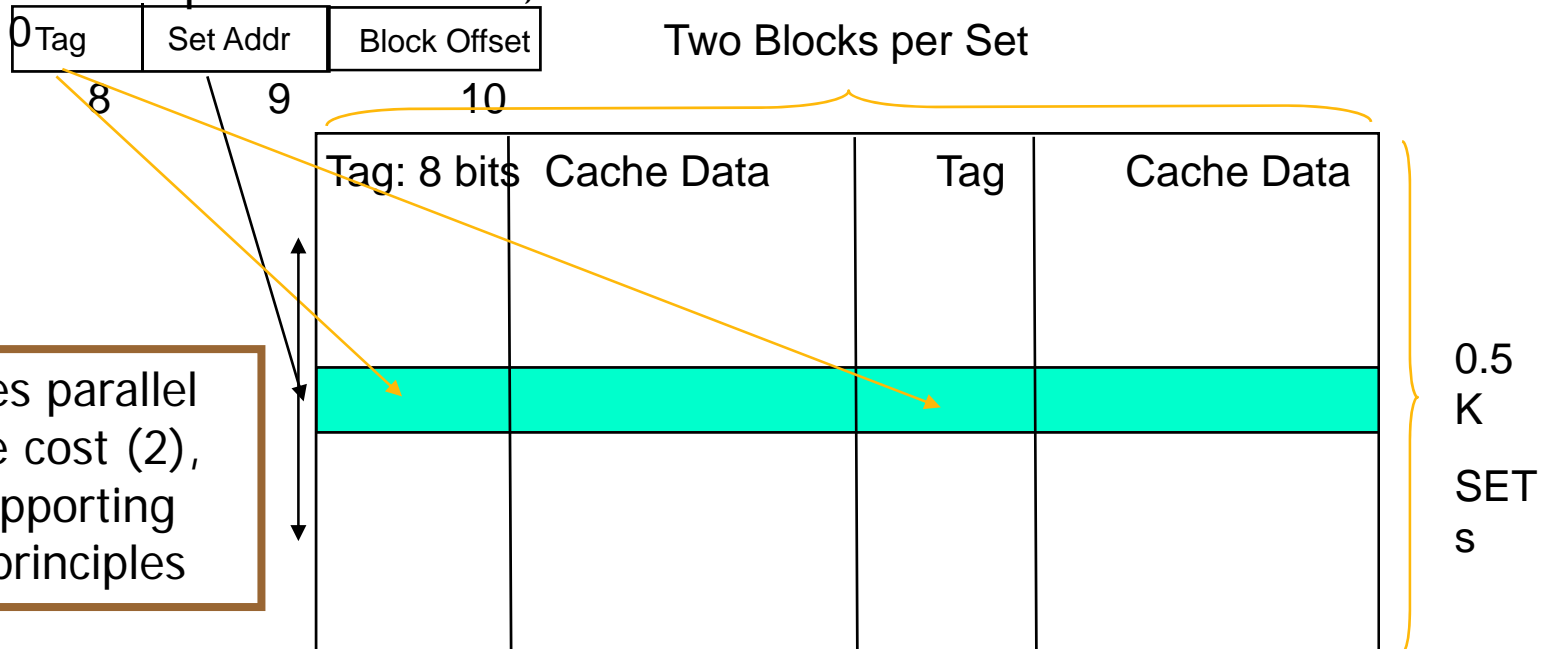 0
Tag Set Addr Block Offset
Two Blocks per Set
8 9 10
Tag: 8 bits Cache Data Tag Cache Data
es parallel
e cost (2),
pporting
principles
0.5
K
SET
s